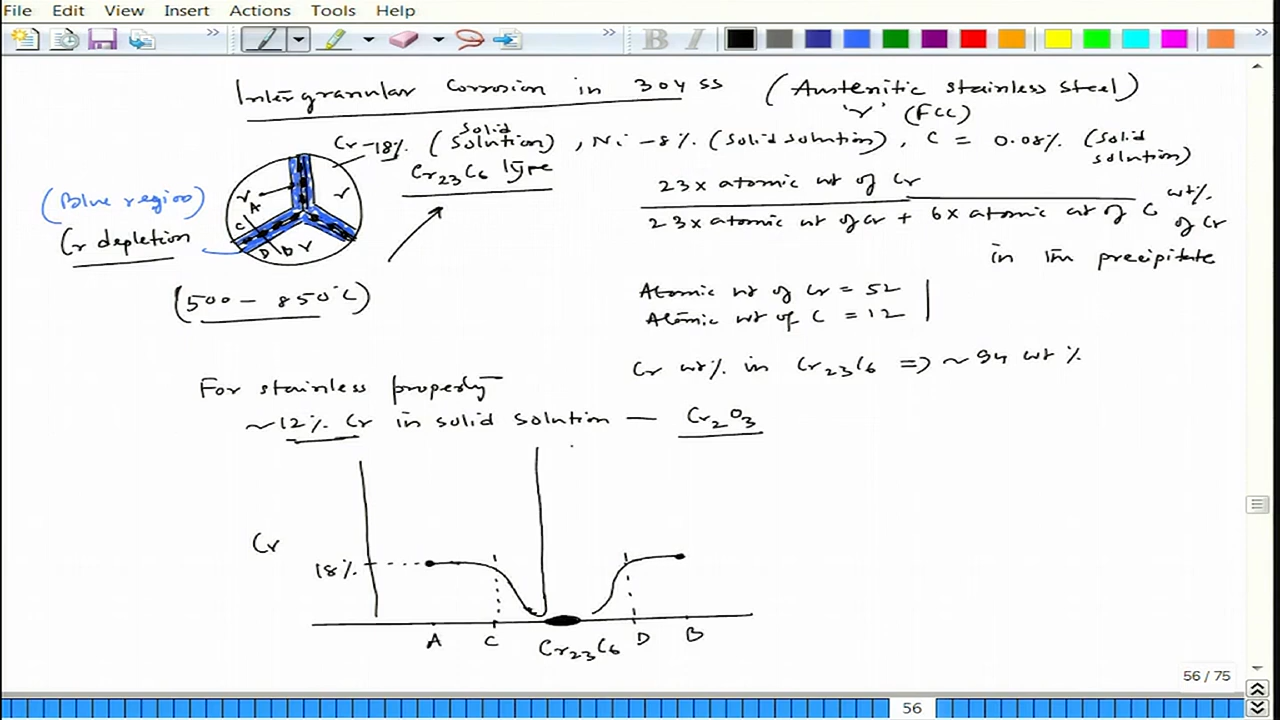 File Edit View Insert Actions Tools Help
Intergranular Corrosion in 304 SS (Austenitic stainless steel)
'γ' (FCC)
Cr-18% (Solid Solution), Ni-8% (Solid solution), C = 0.08% (Solid solution)
Cr23C6 type
(Blue region)
Cr depletion
γ
A
γ
C
D
B
γ
(500 - 850°C)
23x atomic wt of Cr
23x atomic wt of Cr + 6x atomic wt of C
wt% of Cr
in the precipitate
Atomic wt of Cr = 52
Atomic wt of C = 12
Cr wt% in Cr23C6 => ~94 wt%
For stainless property
~12% Cr in solid solution — Cr2O3
Cr
18%
A C Cr23C6 D B
56 / 75
56